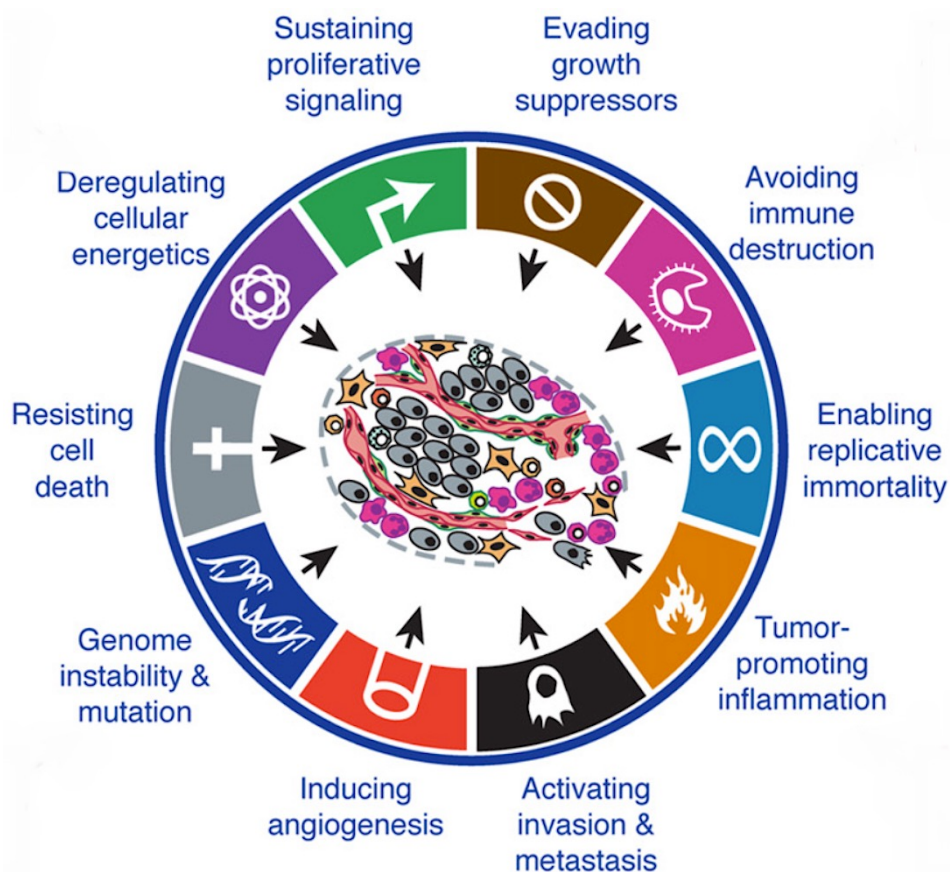 Sustaining
proliferative
signaling
Evading
growth
suppressors
Avoiding
immune
destruction
Enabling
replicative
immortality
Tumor-
promoting
inflammation
Activating
invasion &
metastasis
Inducing
angiogenesis
Genome
instability &
mutation
Resisting
cell
death
Deregulating
cellular
energetics